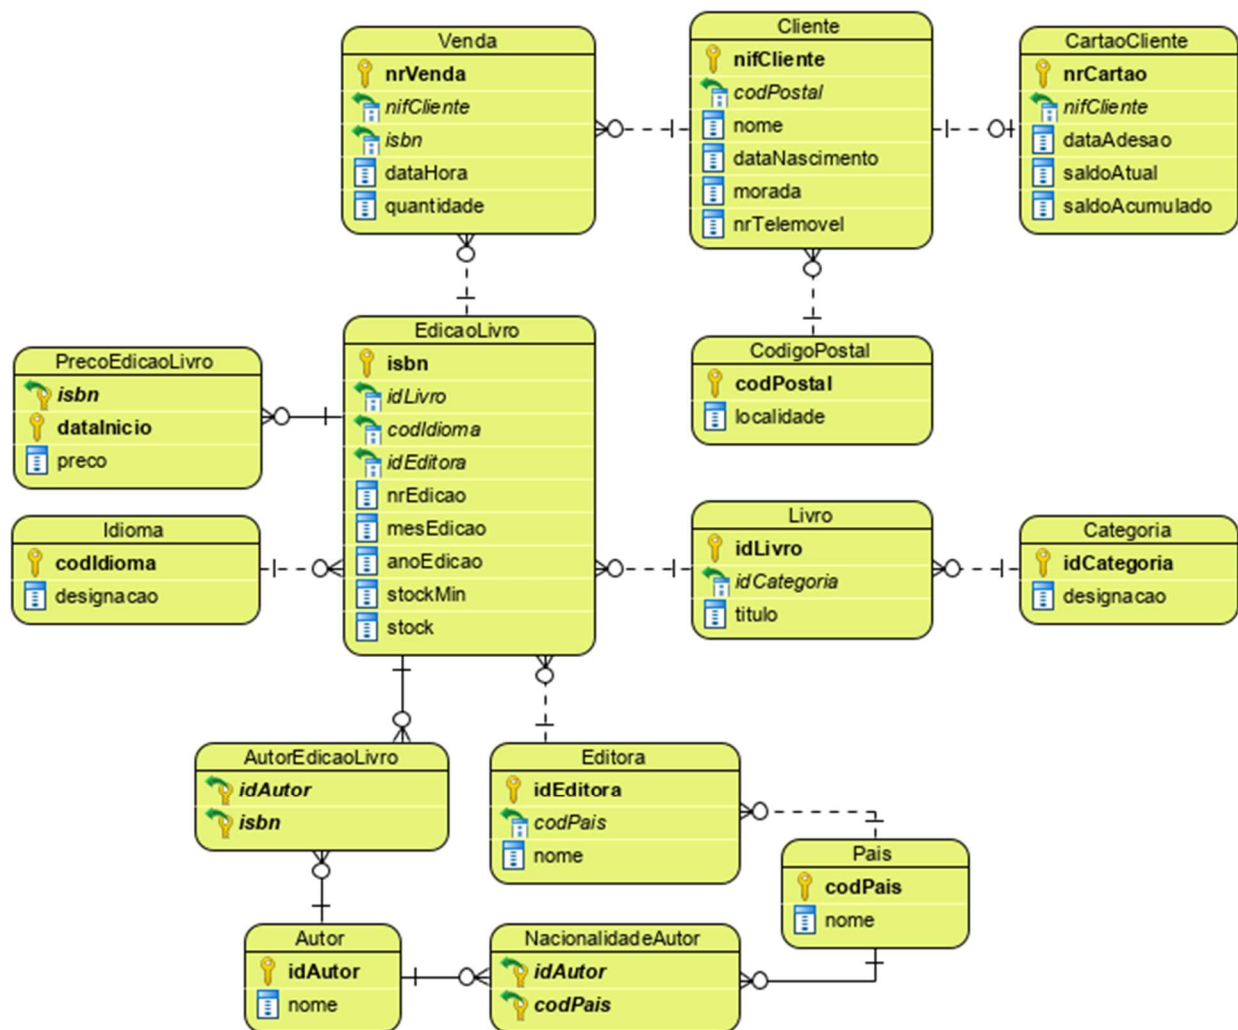 Venda
nrVenda
nifCliente
isbn
dataHora
quantidade
Cliente
nifCliente
codPostal
nome
dataNascimento
morada
nrTelemovel
CartaoCliente
nrCartao
nifCliente
dataAdesao
saldoAtual
saldoAcumulado
PrecoEdicaoLivro
isbn
dataInicio
preco
EdicaoLivro
isbn
idLivro
codIdioma
idEditora
nrEdicao
mesEdicao
anoEdicao
stockMin
stock
CodigoPostal
codPostal
localidade
Idioma
codIdioma
designacao
Livro
idLivro
idCategoria
titulo
Categoria
idCategoria
designacao
AutorEdicaoLivro
idAutor
isbn
Editora
idEditora
codPais
nome
Pais
codPais
nome
Autor
idAutor
nome
NacionalidadeAutor
idAutor
codPais